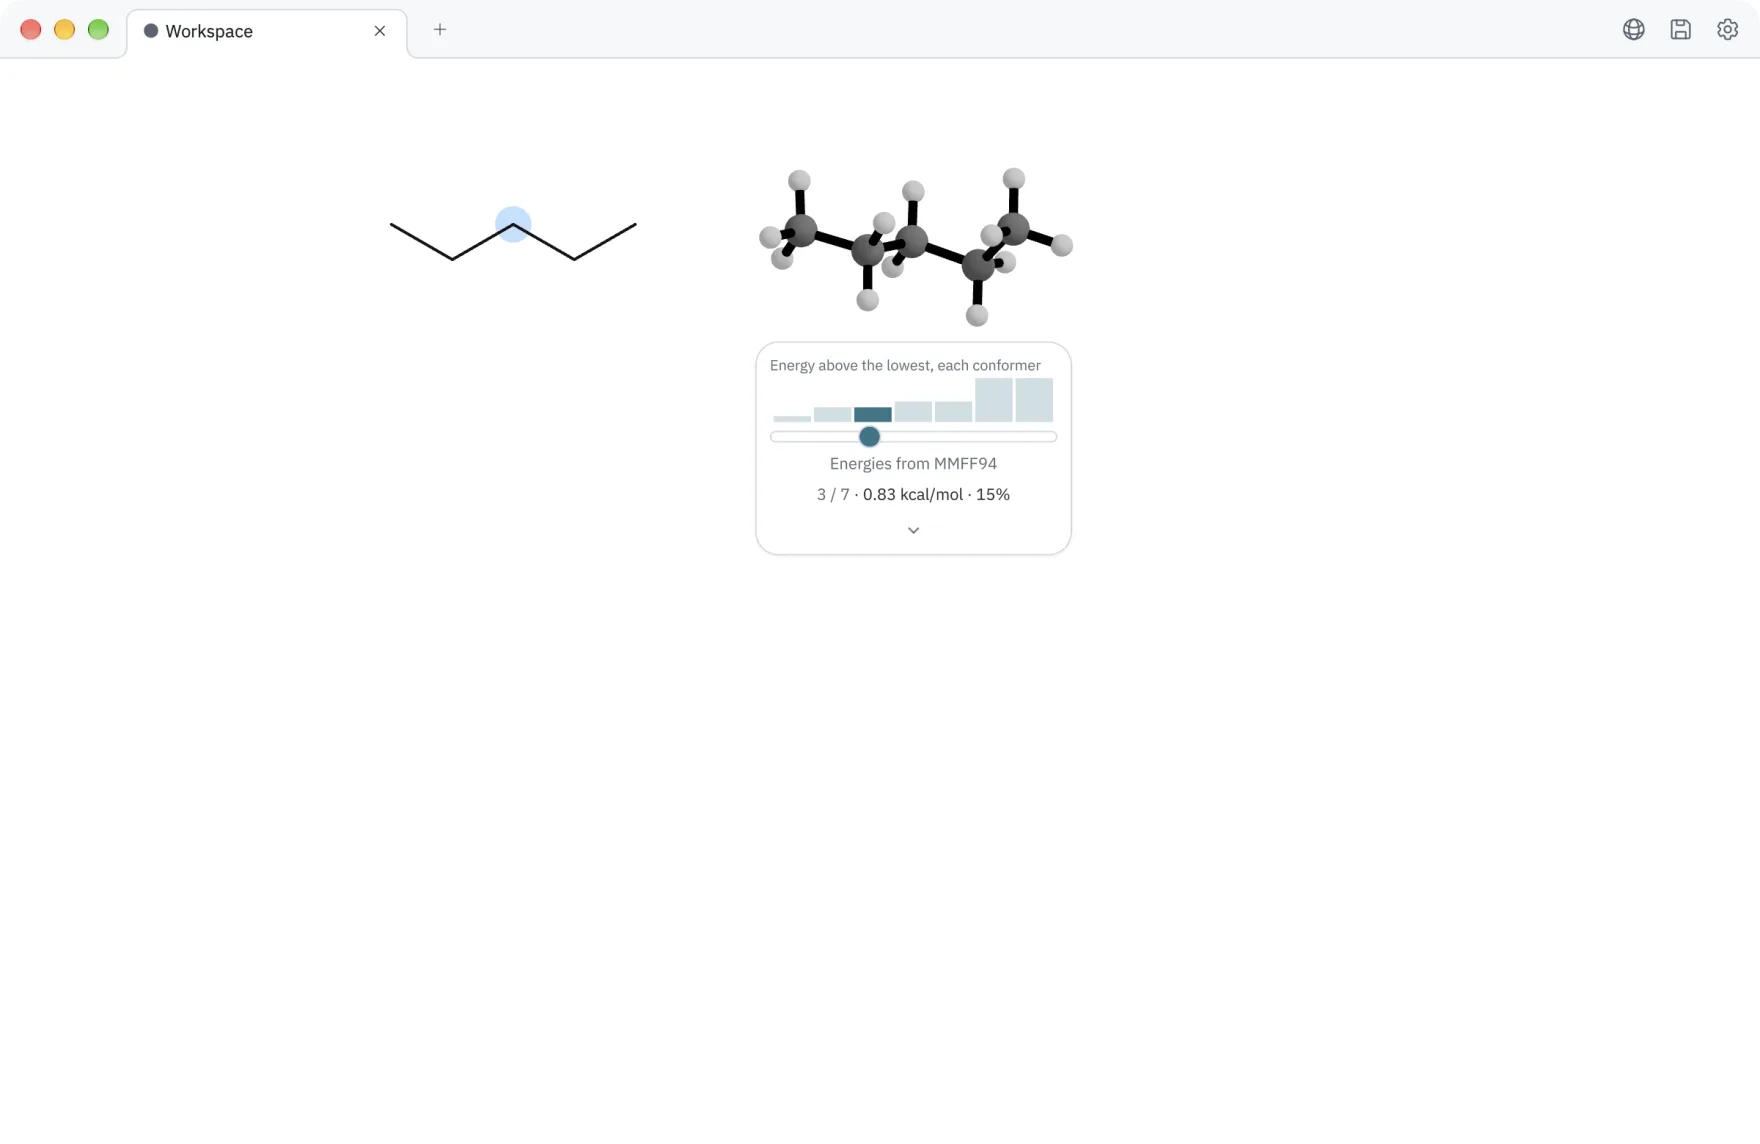 Workspace
Energy above the lowest, each conformer
Energies from MMFF94
3 / 7 · 0.83 kcal/mol · 15%